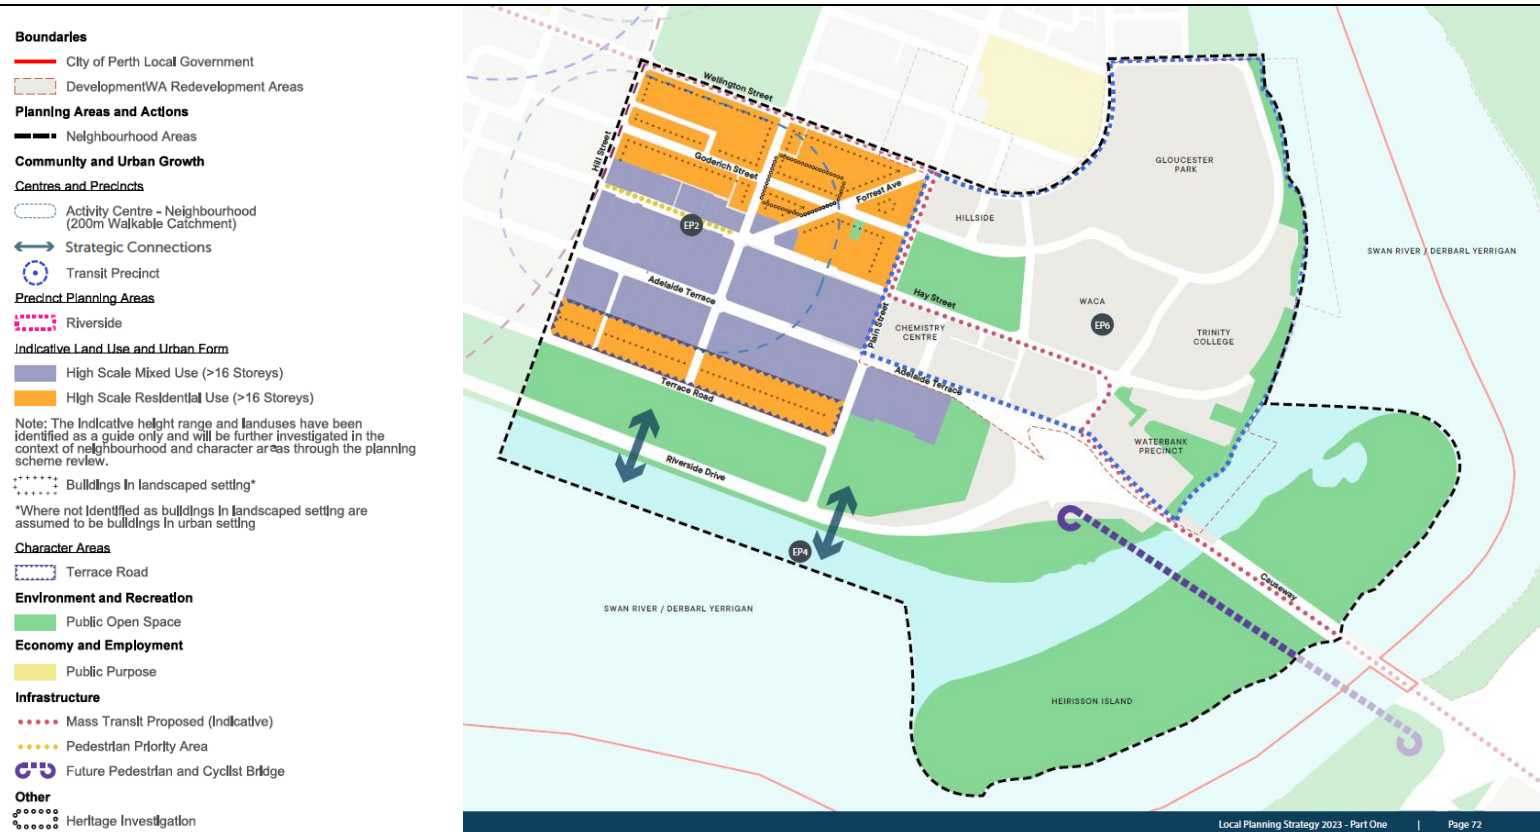 Boundaries
City of Perth Local Government
DevelopmentWA Redevelopment Areas
Planning Areas and Actions
Neighbourhood Areas
Community and Urban Growth
Centres and Precincts
Activity Centre - Neighbourhood
(200m Walkable Catchment)
Strategic Connections
Transit Precinct
Precinct Planning Areas
Riverside
Indicative Land Use and Urban Form
High Scale Mixed Use (>16 Storeys)
High Scale Residential Use (>16 Storeys)
Note: The indicative height range and landuses have been
identified as a guide only and will be further investigated in the
context of neighbourhood and character areas through the planning
scheme review.
Buildings in landscaped setting*
*Where not identified as buildings in landscaped setting are
assumed to be buildings in urban setting
Character Areas
Terrace Road
Environment and Recreation
Public Open Space
Economy and Employment
Public Purpose
Infrastructure
Mass Transit Proposed (Indicative)
Pedestrian Priority Area
Future Pedestrian and Cyclist Bridge
Other
Heritage Investigation
Wellington Street
Hill Street
Goderich Street
Forrest Ave
EP2
Adelaide Terrace
Terrace Road
Riverside Drive
Plain Street
Hay Street
Adelaide Terrace
GLOUCESTER
PARK
HILLSIDE
SWAN RIVER / DERBARL YERRIGAN
WACA
EP6
CHEMISTRY
CENTRE
TRINITY
COLLEGE
WATERBANK
PRECINCT
EP4
Causeway
SWAN RIVER / DERBARL YERRIGAN
HEIRISSON ISLAND
Local Planning Strategy 2023 - Part One | Page 72